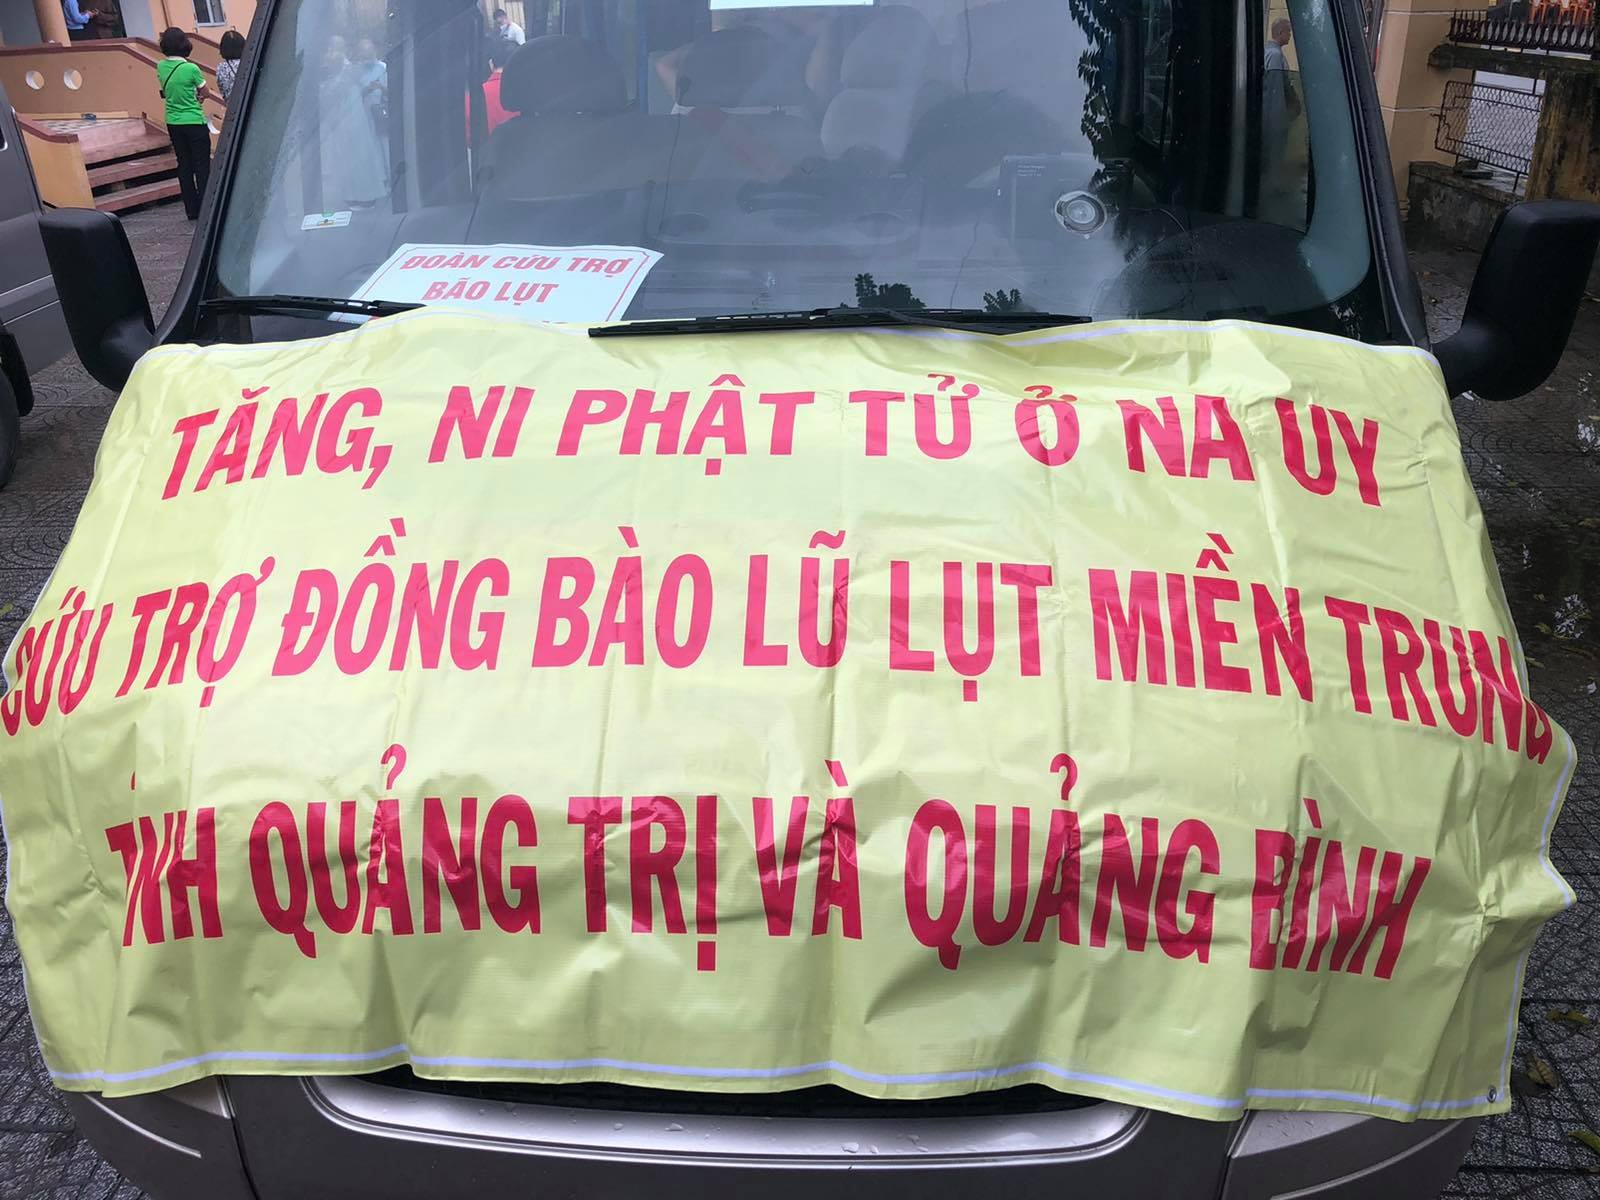 ĐOÀN CỨU TRỢ
BÃO LỤT
TĂNG, NI PHẬT TỬ Ở NA UY
CỨU TRỢ ĐỒNG BÀO LŨ LỤT MIỀN TRUNG
TỈNH QUẢNG TRỊ VÀ QUẢNG BÌNH